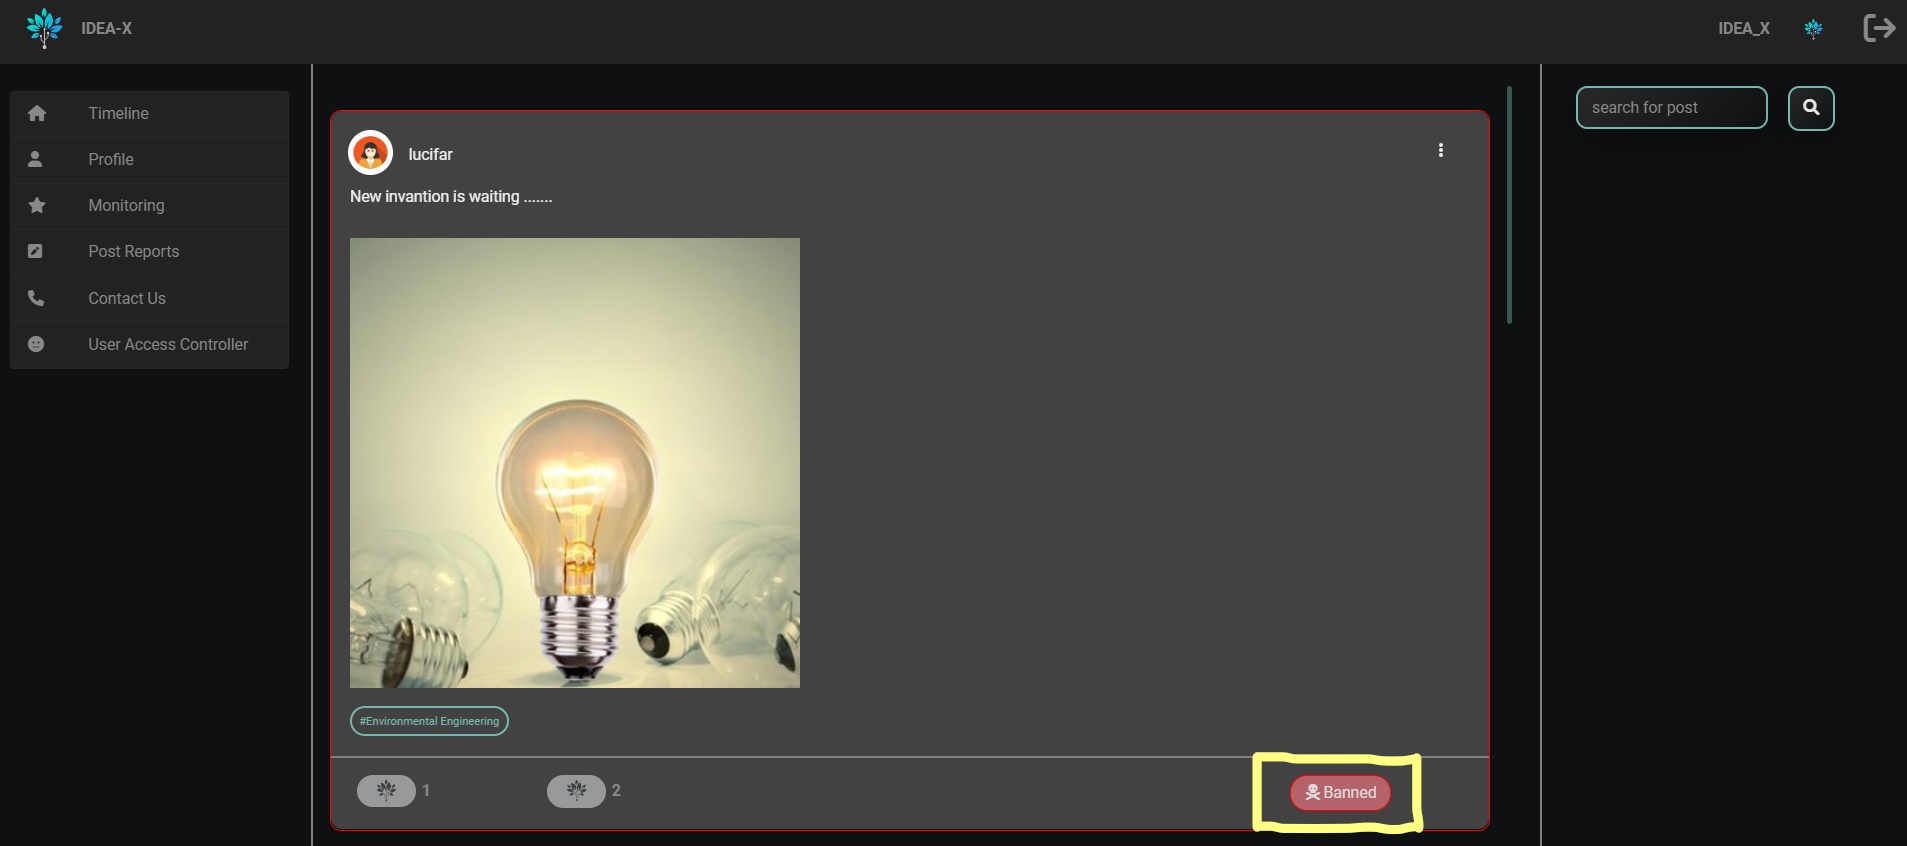 IDEA-X
IDEA_X
Timeline
Profile
Monitoring
Post Reports
Contact Us
User Access Controller
lucifar
New invantion is waiting .......
#Environmental Engineering
1
2
Banned
search for post